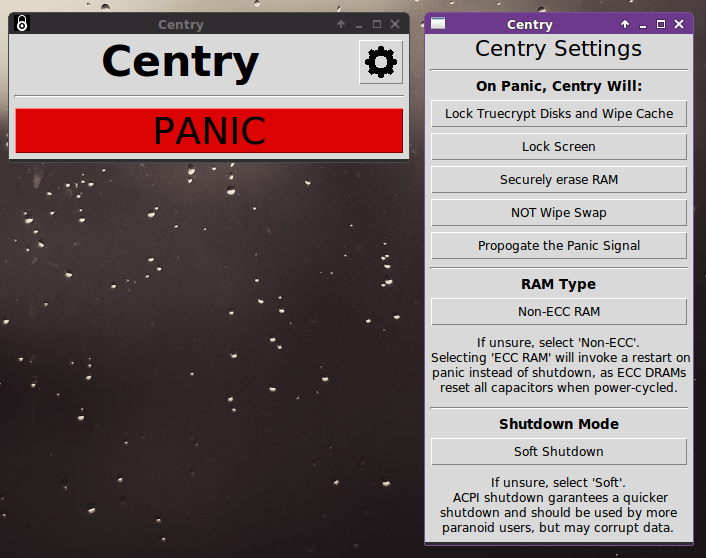 Centry
Centry
PANIC
Centry
Centry Settings
On Panic, Centry Will:
Lock Truecrypt Disks and Wipe Cache
Lock Screen
Securely erase RAM
NOT Wipe Swap
Propogate the Panic Signal
RAM Type
Non-ECC RAM
If unsure, select 'Non-ECC'.
Selecting 'ECC RAM' will invoke a restart on
panic instead of shutdown, as ECC DRAMs
reset all capacitors when power-cycled.
Shutdown Mode
Soft Shutdown
If unsure, select 'Soft'.
ACPI shutdown garantees a quicker
shutdown and should be used by more
paranoid users, but may corrupt data.